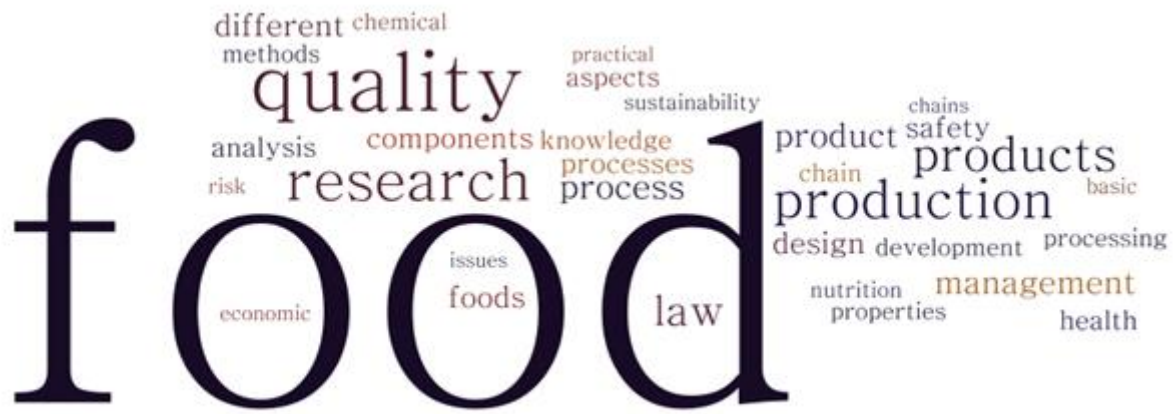 different chemical
methods
quality
practical
aspects
sustainability
chains
analysis
components knowledge
product safety
processes
products
risk
research
process
chain
basic
production
food
issues
design development processing
foods
economic
law
nutrition
management
properties
health